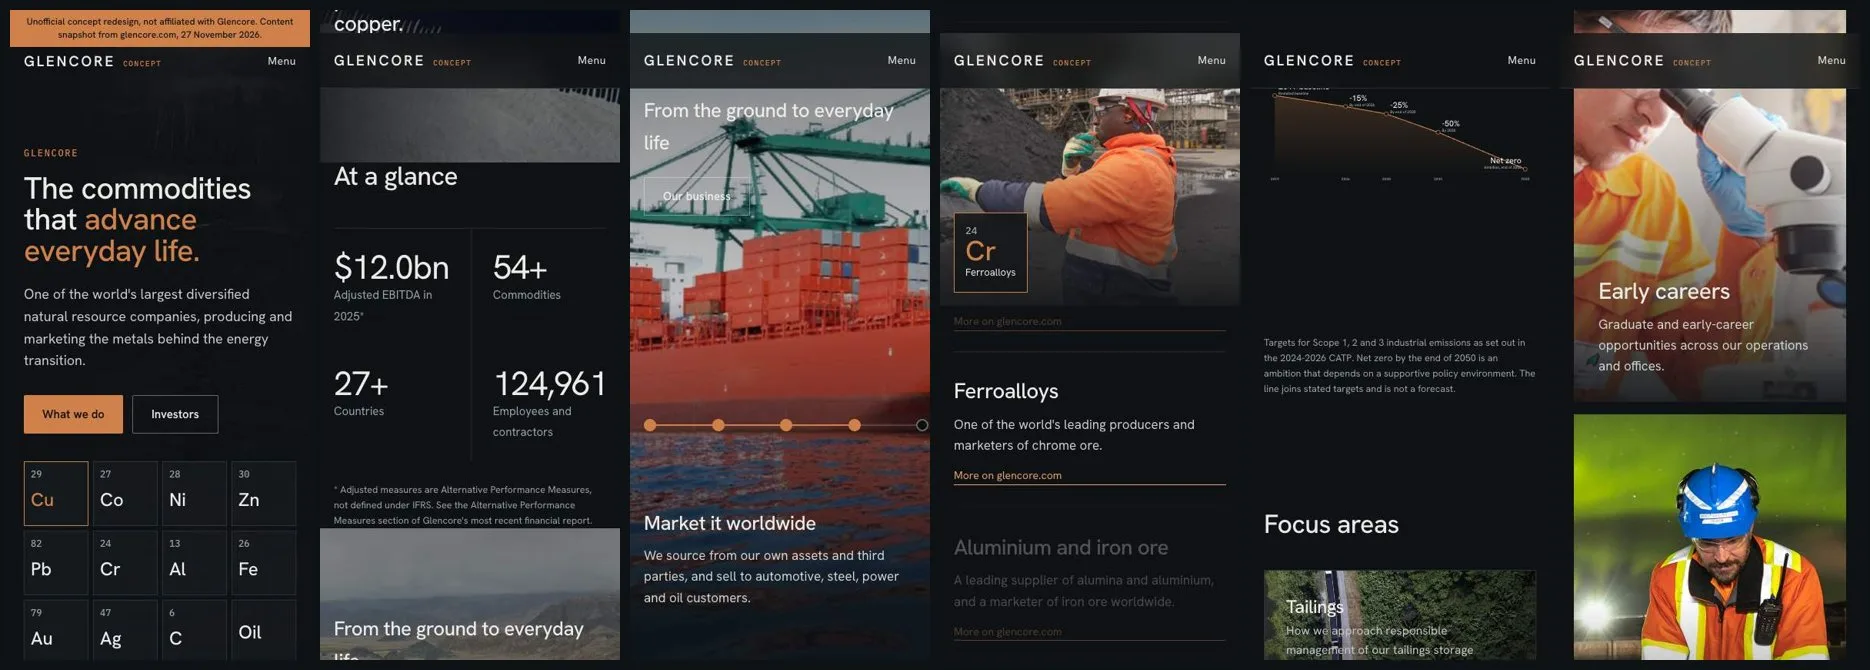 Unofficial concept redesign, not affiliated with Glencore. Content
snapshot from glencore.com, 27 November 2026.
GLENCORE CONCEPT
Menu
GLENCORE
The commodities
that advance
everyday life.
One of the world's largest diversified
natural resource companies, producing and
marketing the metals behind the energy
transition.
What we do
Investors
29
Cu
27
Co
28
Ni
30
Zn
82
Pb
24
Cr
13
Al
26
Fe
79
Au
47
Ag
6
C
Oil
copper.
GLENCORE CONCEPT
Menu
At a glance
$12.0bn
Adjusted EBITDA in
2025*
54+
Commodities
27+
Countries
124,961
Employees and
contractors
* Adjusted measures are Alternative Performance Measures,
not defined under IFRS. See the Alternative Performance
Measures section of Glencore's most recent financial report.
From the ground to everyday
life
GLENCORE CONCEPT
Menu
From the ground to everyday
life
Our business
Market it worldwide
We source from our own assets and third
parties, and sell to automotive, steel, power
and oil customers.
GLENCORE CONCEPT
Menu
24
Cr
Ferroalloys
More on glencore.com
Ferroalloys
One of the world's leading producers and
marketers of chrome ore.
More on glencore.com
Aluminium and iron ore
A leading supplier of alumina and aluminium,
and a marketer of iron ore worldwide.
More on glencore.com
GLENCORE CONCEPT
Menu
-15%
-25%
-50%
Net zero
Targets for Scope 1, 2 and 3 industrial emissions as set out in
the 2024-2026 CATP. Net zero by the end of 2050 is an
ambition that depends on a supportive policy environment. The
line joins stated targets and is not a forecast.
Focus areas
Tailings
How we approach responsible
management of our tailings storage
GLENCORE CONCEPT
Menu
Early careers
Graduate and early-career
opportunities across our operations
and offices.